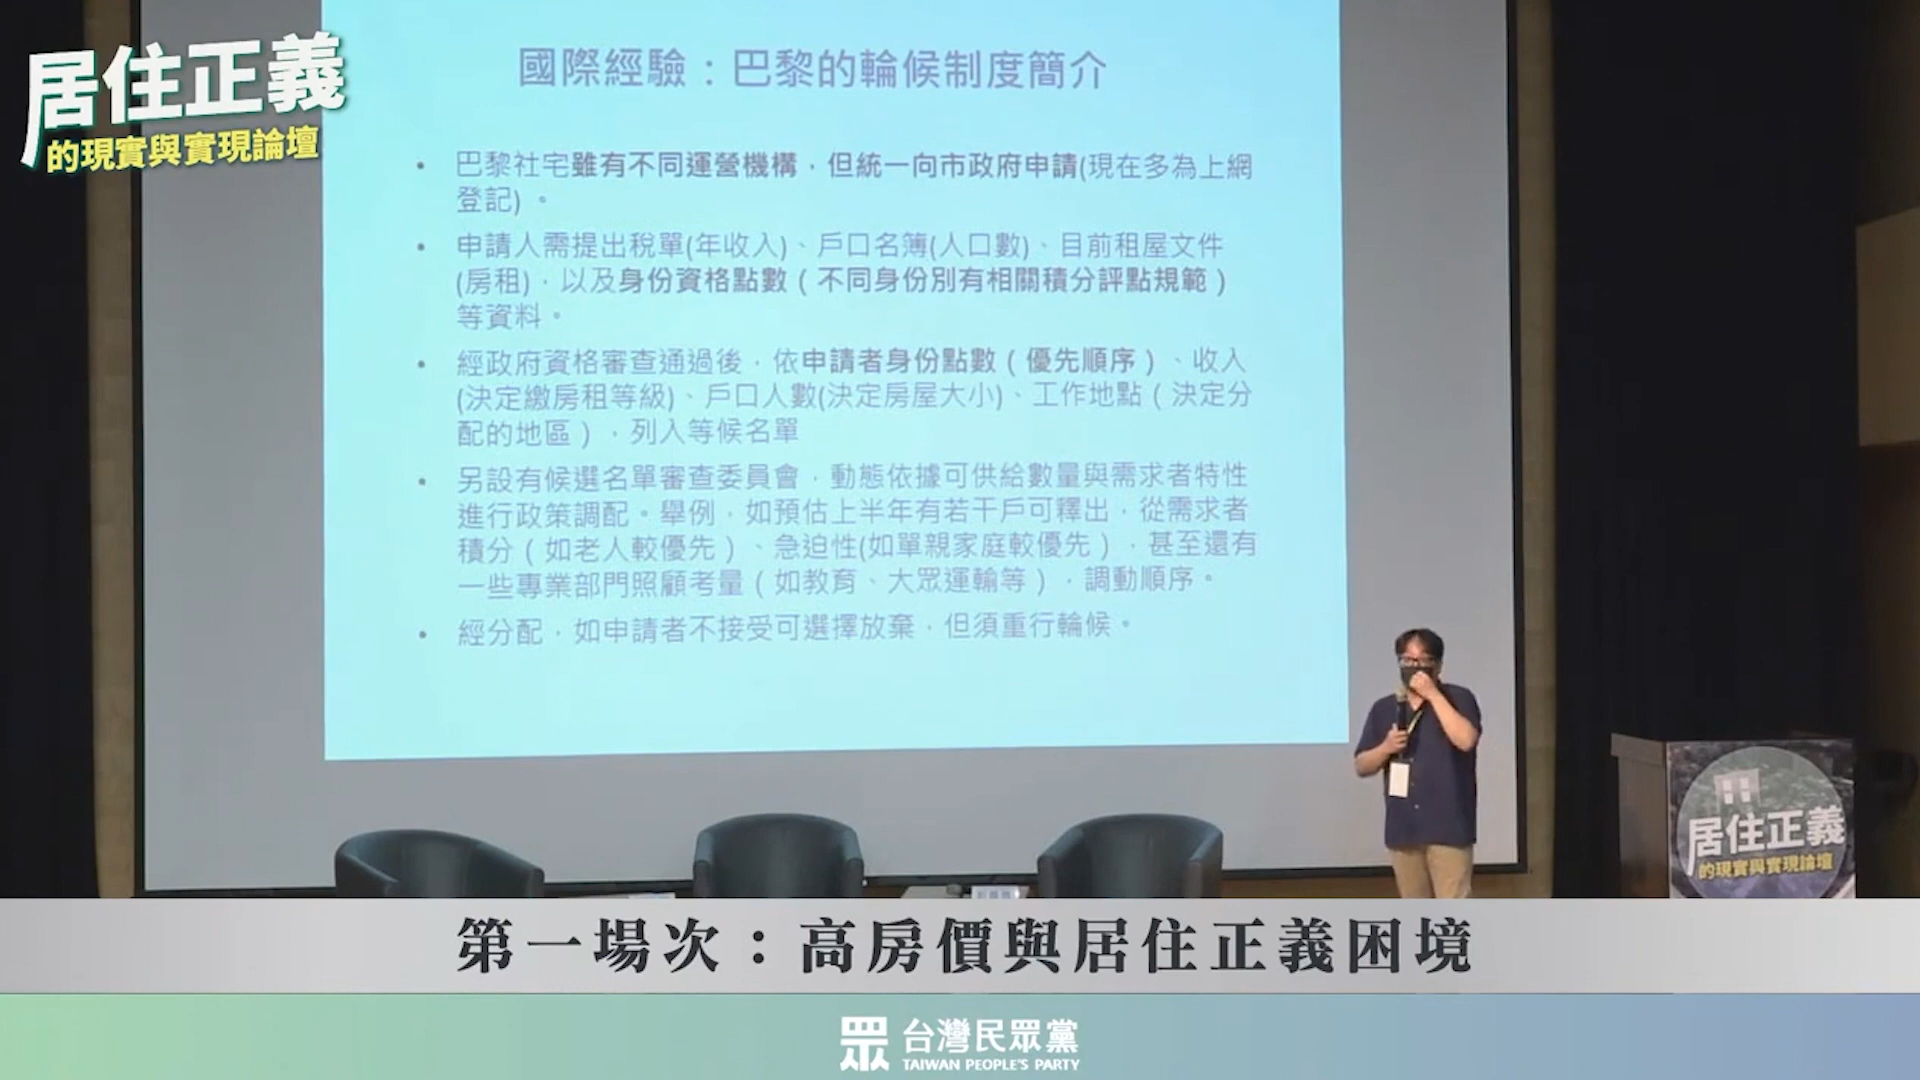 居住正義
的現實與實現論壇
國際經驗：巴黎的輪候制度簡介
• 巴黎社宅雖有不同運營機構，但統一向市政府申請(現在多為上網
登記) 。
• 申請人需提出稅單(年收入)、戶口名簿(人口數)、目前租屋文件
(房租)，以及身份資格點數（不同身份別有相關積分評點規範）
等資料。
• 經政府資格審查通過後，依申請者身份點數（優先順序）、收入
(決定繳房租等級)、戶口人數(決定房屋大小)、工作地點（決定分
配的地區），列入等候名單
• 另設有候選名單審查委員會，動態依據可供給數量與需求者特性
進行政策調配。舉例，如預估上半年有若干戶可釋出，從需求者
積分（如老人較優先）、急迫性(如單親家庭較優先），甚至還有
一些專業部門照顧考量（如教育、大眾運輸等），調動順序。
• 經分配，如申請者不接受可選擇放棄，但須重行輪候。
居住正義
的現實與實現論壇
第一場次：高房價與居住正義困境
眾 台灣民眾黨
TAIWAN PEOPLE'S PARTY